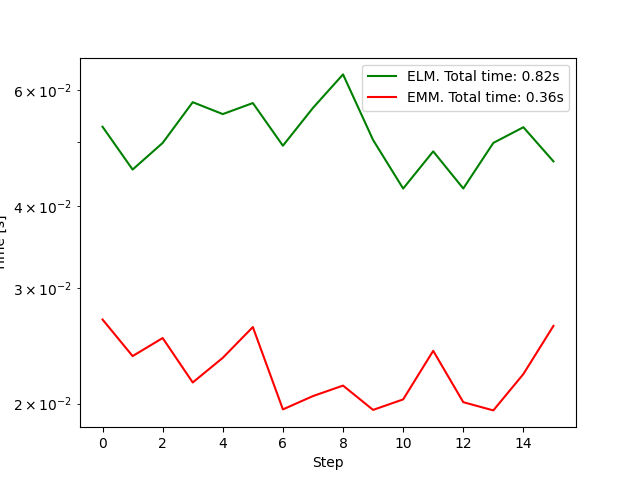 ELM. Total time: 0.82s
EMM. Total time: 0.36s
6 × 10⁻²
4 × 10⁻²
3 × 10⁻²
2 × 10⁻²
0 2 4 6 8 10 12 14
Step